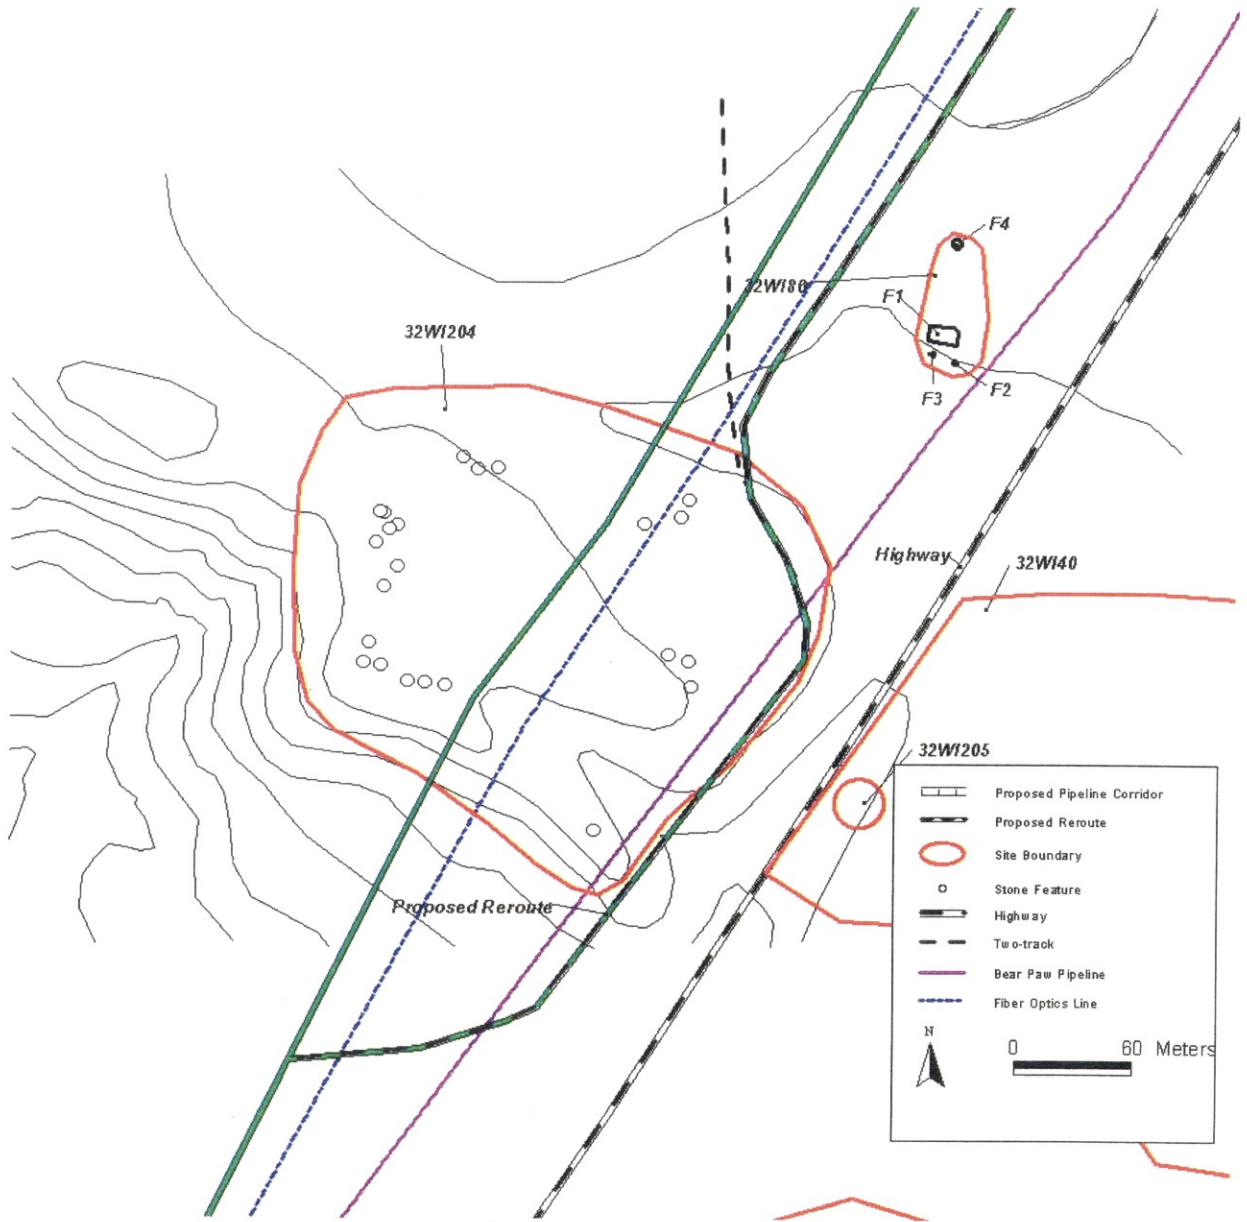 F4
32WI86
F1
32WI204
F3
F2
Highway
32WI40
32WI205
Proposed Reroute
Proposed Pipeline Corridor
Proposed Reroute
Site Boundary
Stone Feature
Highway
Two-track
Bear Paw Pipeline
Fiber Optics Line
N
0 60 Meters